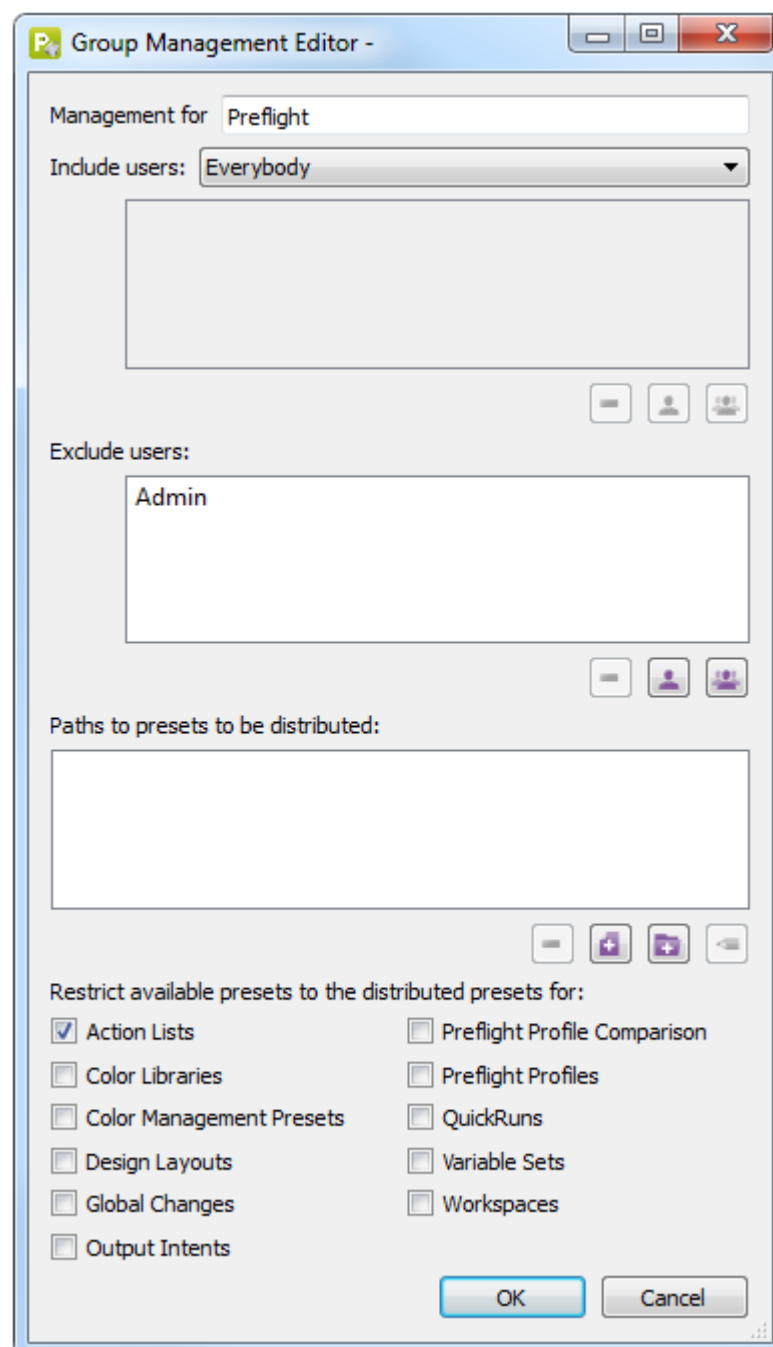 Group Management Editor -
Management for Preflight
Include users: Everybody
Exclude users:
Admin
Paths to presets to be distributed:
Restrict available presets to the distributed presets for:
Action Lists
Preflight Profile Comparison
Color Libraries
Preflight Profiles
Color Management Presets
QuickRuns
Design Layouts
Variable Sets
Global Changes
Workspaces
Output Intents
OK
Cancel